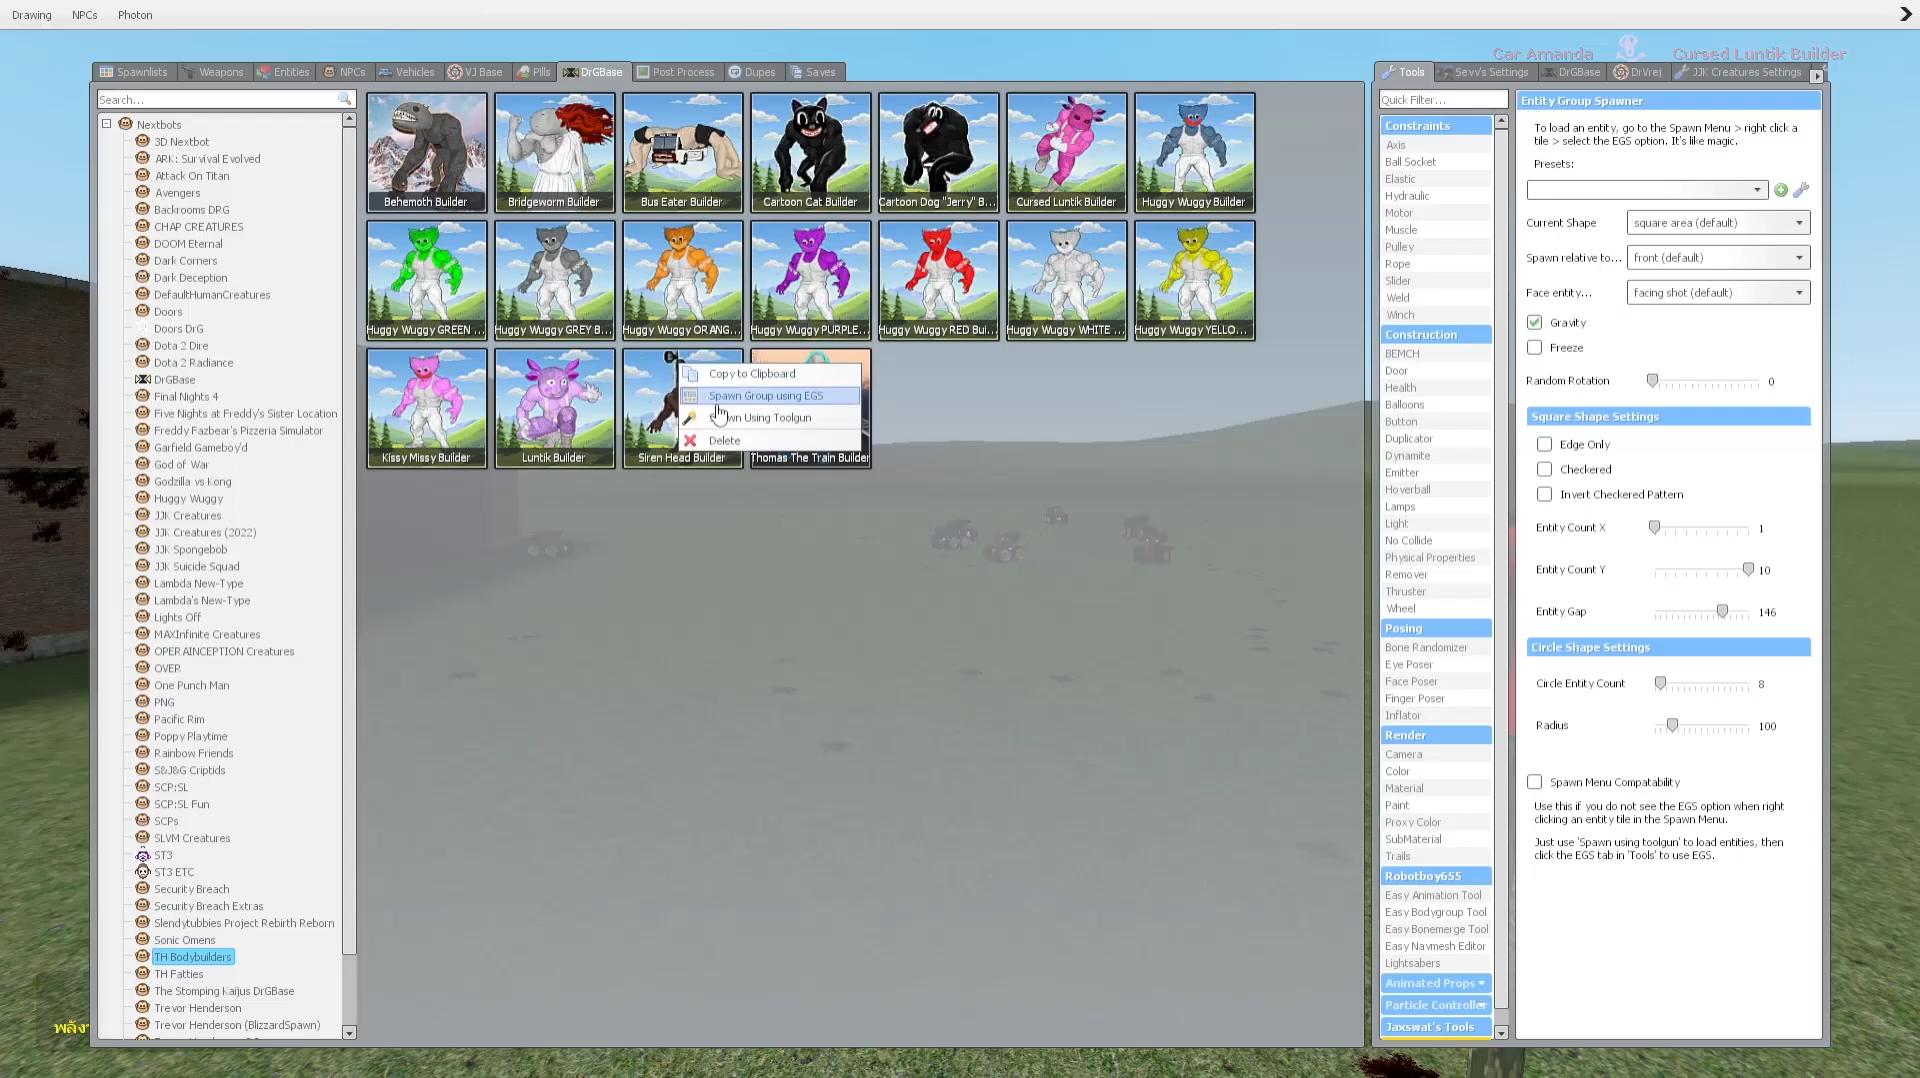 Drawing NPCs Photon
Car Amanda Cursed Luntik Builder
Spawnlists Weapons Entities NPCs Vehicles VJ Base Pills DrGBase Post Process Dupes Saves
Search...
Nextbots
3D Nextbot
ARK: Survival Evolved
Attack On Titan
Avengers
Backrooms DRG
CHAP CREATURES
DOOM Eternal
Dark Corners
Dark Deception
DefaultHumanCreatures
Doors
Doors DrG
Dota 2 Dire
Dota 2 Radiance
DrGBase
Final Nights 4
Five Nights at Freddy's Sister Location
Freddy Fazbear's Pizzeria Simulator
Garfield Gameboy'd
God of War
Godzilla vs Kong
Huggy Wuggy
JJK Creatures
JJK Creatures (2022)
JJK Spongebob
JJK Suicide Squad
Lambda New-Type
Lambda's New-Type
Lights Off
MAXInfinite Creatures
OPERAINCEPTION Creatures
OVER
One Punch Man
PNG
Pacific Rim
Poppy Playtime
Rainbow Friends
S&J&G Criptids
SCP:SL
SCP:SL Fun
SCPs
SLVM Creatures
ST3
ST3 ETC
Security Breach
Security Breach Extras
Slendytubbies Project Rebirth Reborn
Sonic Omens
TH Bodybuilders
TH Fatties
The Stomping Kaijus DrGBase
Trevor Henderson
Trevor Henderson (BlizzardSpawn)
Behemoth Builder Bridgeworm Builder Bus Eater Builder Cartoon Cat Builder Cartoon Dog "Jerry" B... Cursed Luntik Builder Huggy Wuggy Builder
Huggy Wuggy GREEN ... Huggy Wuggy GREY B... Huggy Wuggy ORANG... Huggy Wuggy PURPLE... Huggy Wuggy RED Bui... Huggy Wuggy WHITE ... Huggy Wuggy YELLO...
Kissy Missy Builder Luntik Builder Siren Head Builder Thomas The Train Builder
Copy to Clipboard
Spawn Group using EGS
Using Toolgun
Delete
Tools Sevv's Settings DrGBase DrVrej JJK Creatures Settings
Quick Filter...
Constraints
Axis
Ball Socket
Elastic
Hydraulic
Motor
Muscle
Pulley
Rope
Slider
Weld
Winch
Construction
BEMCH
Door
Health
Balloons
Button
Duplicator
Dynamite
Emitter
Hoverball
Lamps
Light
No Collide
Physical Properties
Remover
Thruster
Wheel
Posing
Bone Randomizer
Eye Poser
Face Poser
Finger Poser
Inflator
Render
Camera
Color
Material
Paint
Proxy Color
SubMaterial
Trails
Robotboy655
Easy Animation Tool
Easy Bodygroup Tool
Easy Bonemerge Tool
Easy Navmesh Editor
Lightsabers
Animated Props
Particle Controller
Jaxswat's Tools
Entity Group Spawner
To load an entity, go to the Spawn Menu > right click a
tile > select the EGS option. It's like magic.
Presets:
Current Shape square area (default)
Spawn relative to... front (default)
Face entity... facing shot (default)
Gravity
Freeze
Random Rotation 0
Square Shape Settings
Edge Only
Checkered
Invert Checkered Pattern
Entity Count X 1
Entity Count Y 10
Entity Gap 146
Circle Shape Settings
Circle Entity Count 8
Radius 100
Spawn Menu Compatability
Use this if you do not see the EGS option when right
clicking an entity tile in the Spawn Menu.
Just use 'Spawn using toolgun' to load entities, then
click the EGS tab in 'Tools' to use EGS.